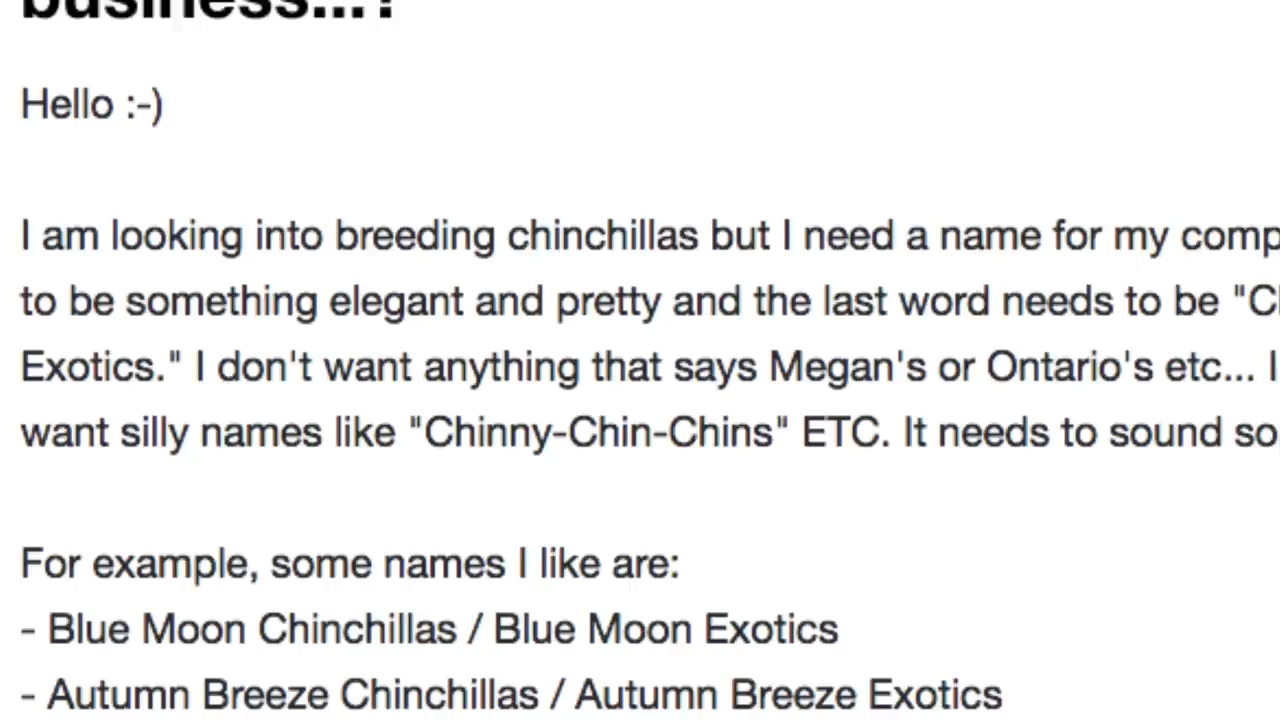 business...?
Hello :-)
I am looking into breeding chinchillas but I need a name for my
to be something elegant and pretty and the last word needs to be
Exotics." I don't want anything that says Megan's or Ontario's etc... I
want silly names like "Chinny-Chin-Chins" ETC. It needs to sound
For example, some names I like are:
- Blue Moon Chinchillas / Blue Moon Exotics
- Autumn Breeze Chinchillas / Autumn Breeze Exotics